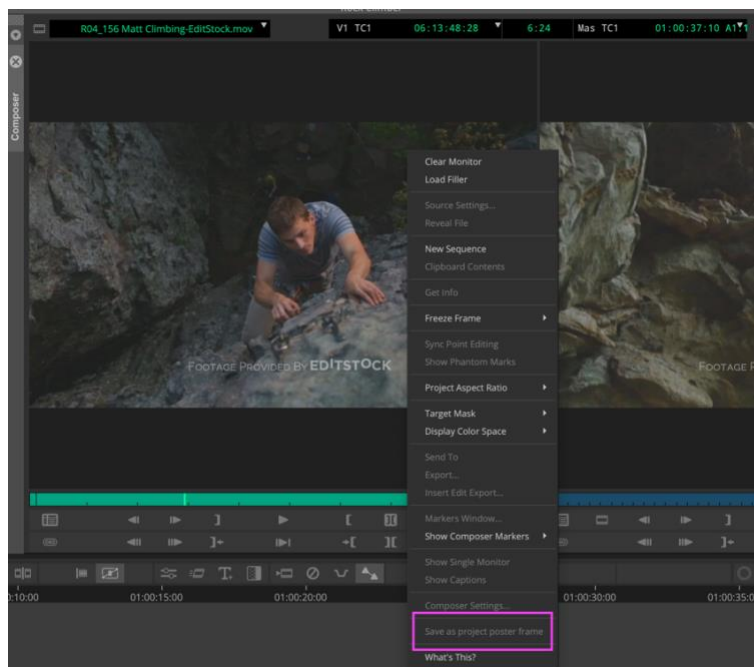 R04_156 Matt Climbing-EditStock.mov
V1 TC1
06:13:48:28
6:24
Mas TC1
01:00:37:10
Composer
Clear Monitor
Load Filler
Source Settings...
Reveal File
New Sequence
Clipboard Contents
Get Info
Freeze Frame
Sync Point Editing
Show Phantom Marks
Project Aspect Ratio
Target Mask
Display Color Space
Send To
Export...
Insert Edit Export...
Markers Window...
Show Composer Markers
Show Single Monitor
Show Captions
Composer Settings...
Save as project poster frame
What's This?
FOOTAGE PROVIDED BY EDITSTOCK
FOOTAGE P
01:00:15:00
01:00:20:00
01:00:30:00